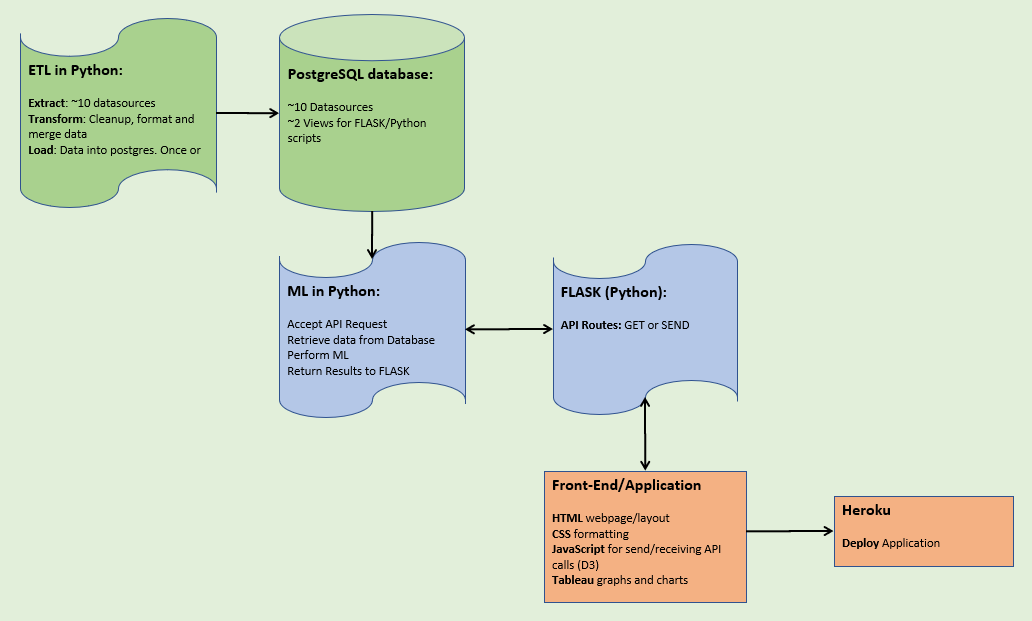 ETL in Python:
Extract: ~10 datasources
Transform: Cleanup, format and
merge data
Load: Data into postgres. Once or
PostgreSQL database:
~10 Datasources
~2 Views for FLASK/Python
scripts
ML in Python:
Accept API Request
Retrieve data from Database
Perform ML
Return Results to FLASK
FLASK (Python):
API Routes: GET or SEND
Front-End/Application
HTML webpage/layout
CSS formatting
JavaScript for send/receiving API
calls (D3)
Tableau graphs and charts
Heroku
Deploy Application